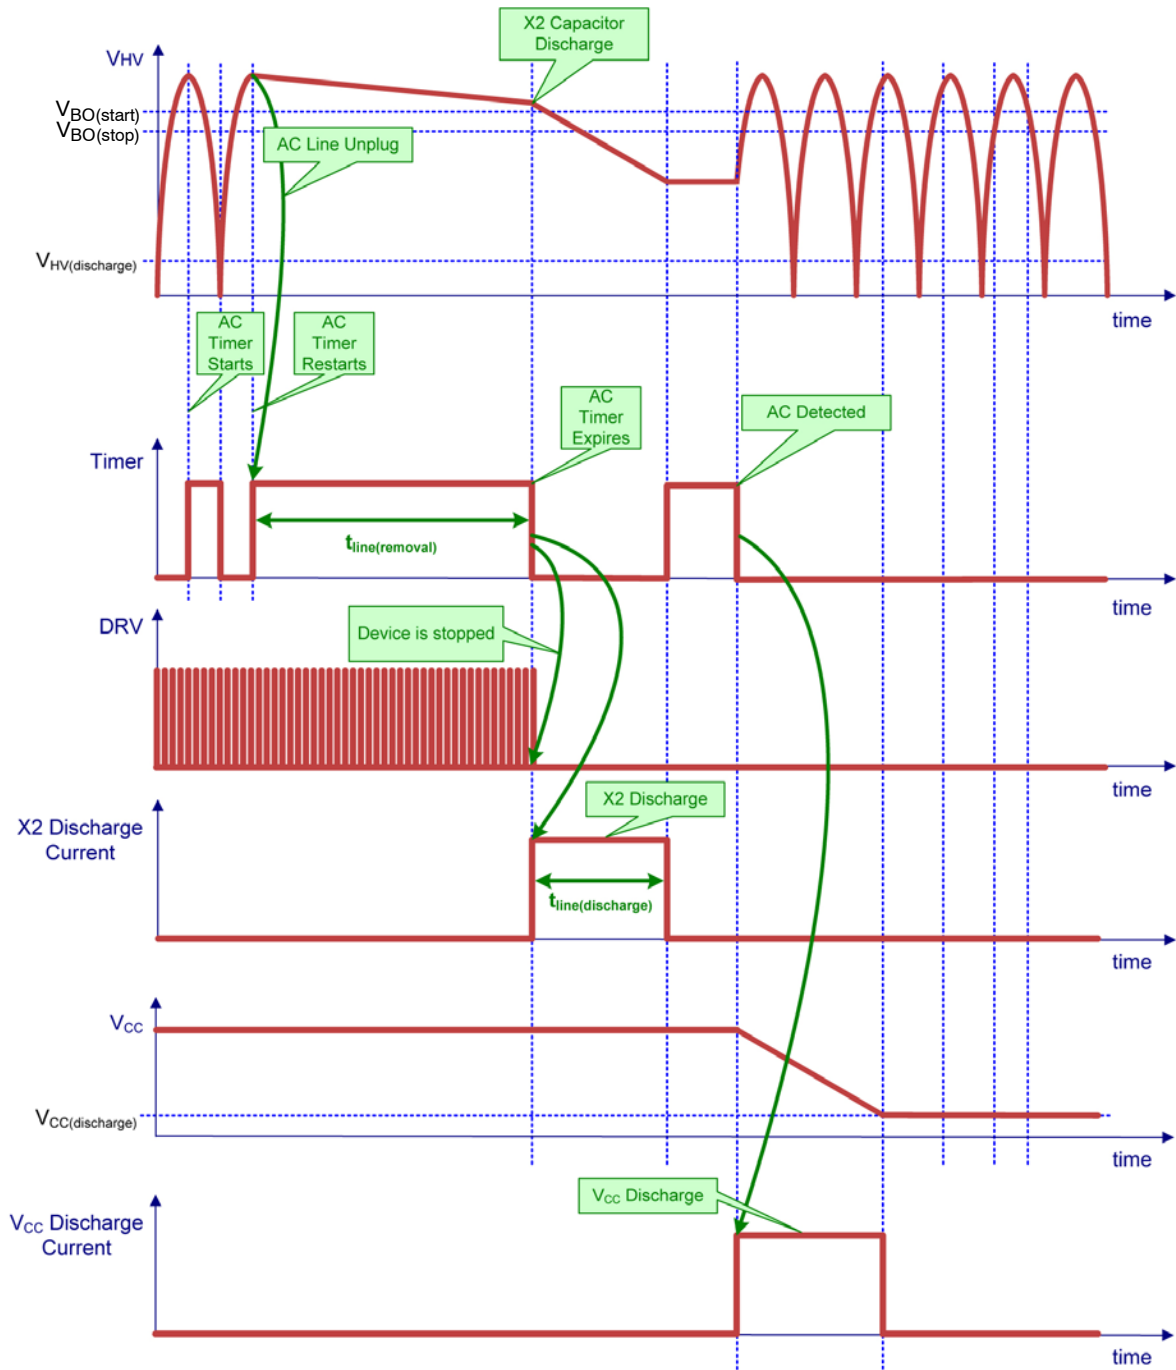 VHV
X2 Capacitor
Discharge
VBO(start)
VBO(stop)
AC Line Unplug
VHV(discharge)
time
AC
Timer
Starts
AC
Timer
Restarts
AC
Timer
Expires
AC Detected
Timer
tline(removal)
time
DRV
Device is stopped
time
X2 Discharge
X2 Discharge
Current
tline(discharge)
time
VCC
VCC(discharge)
time
VCC Discharge
VCC Discharge
Current
time